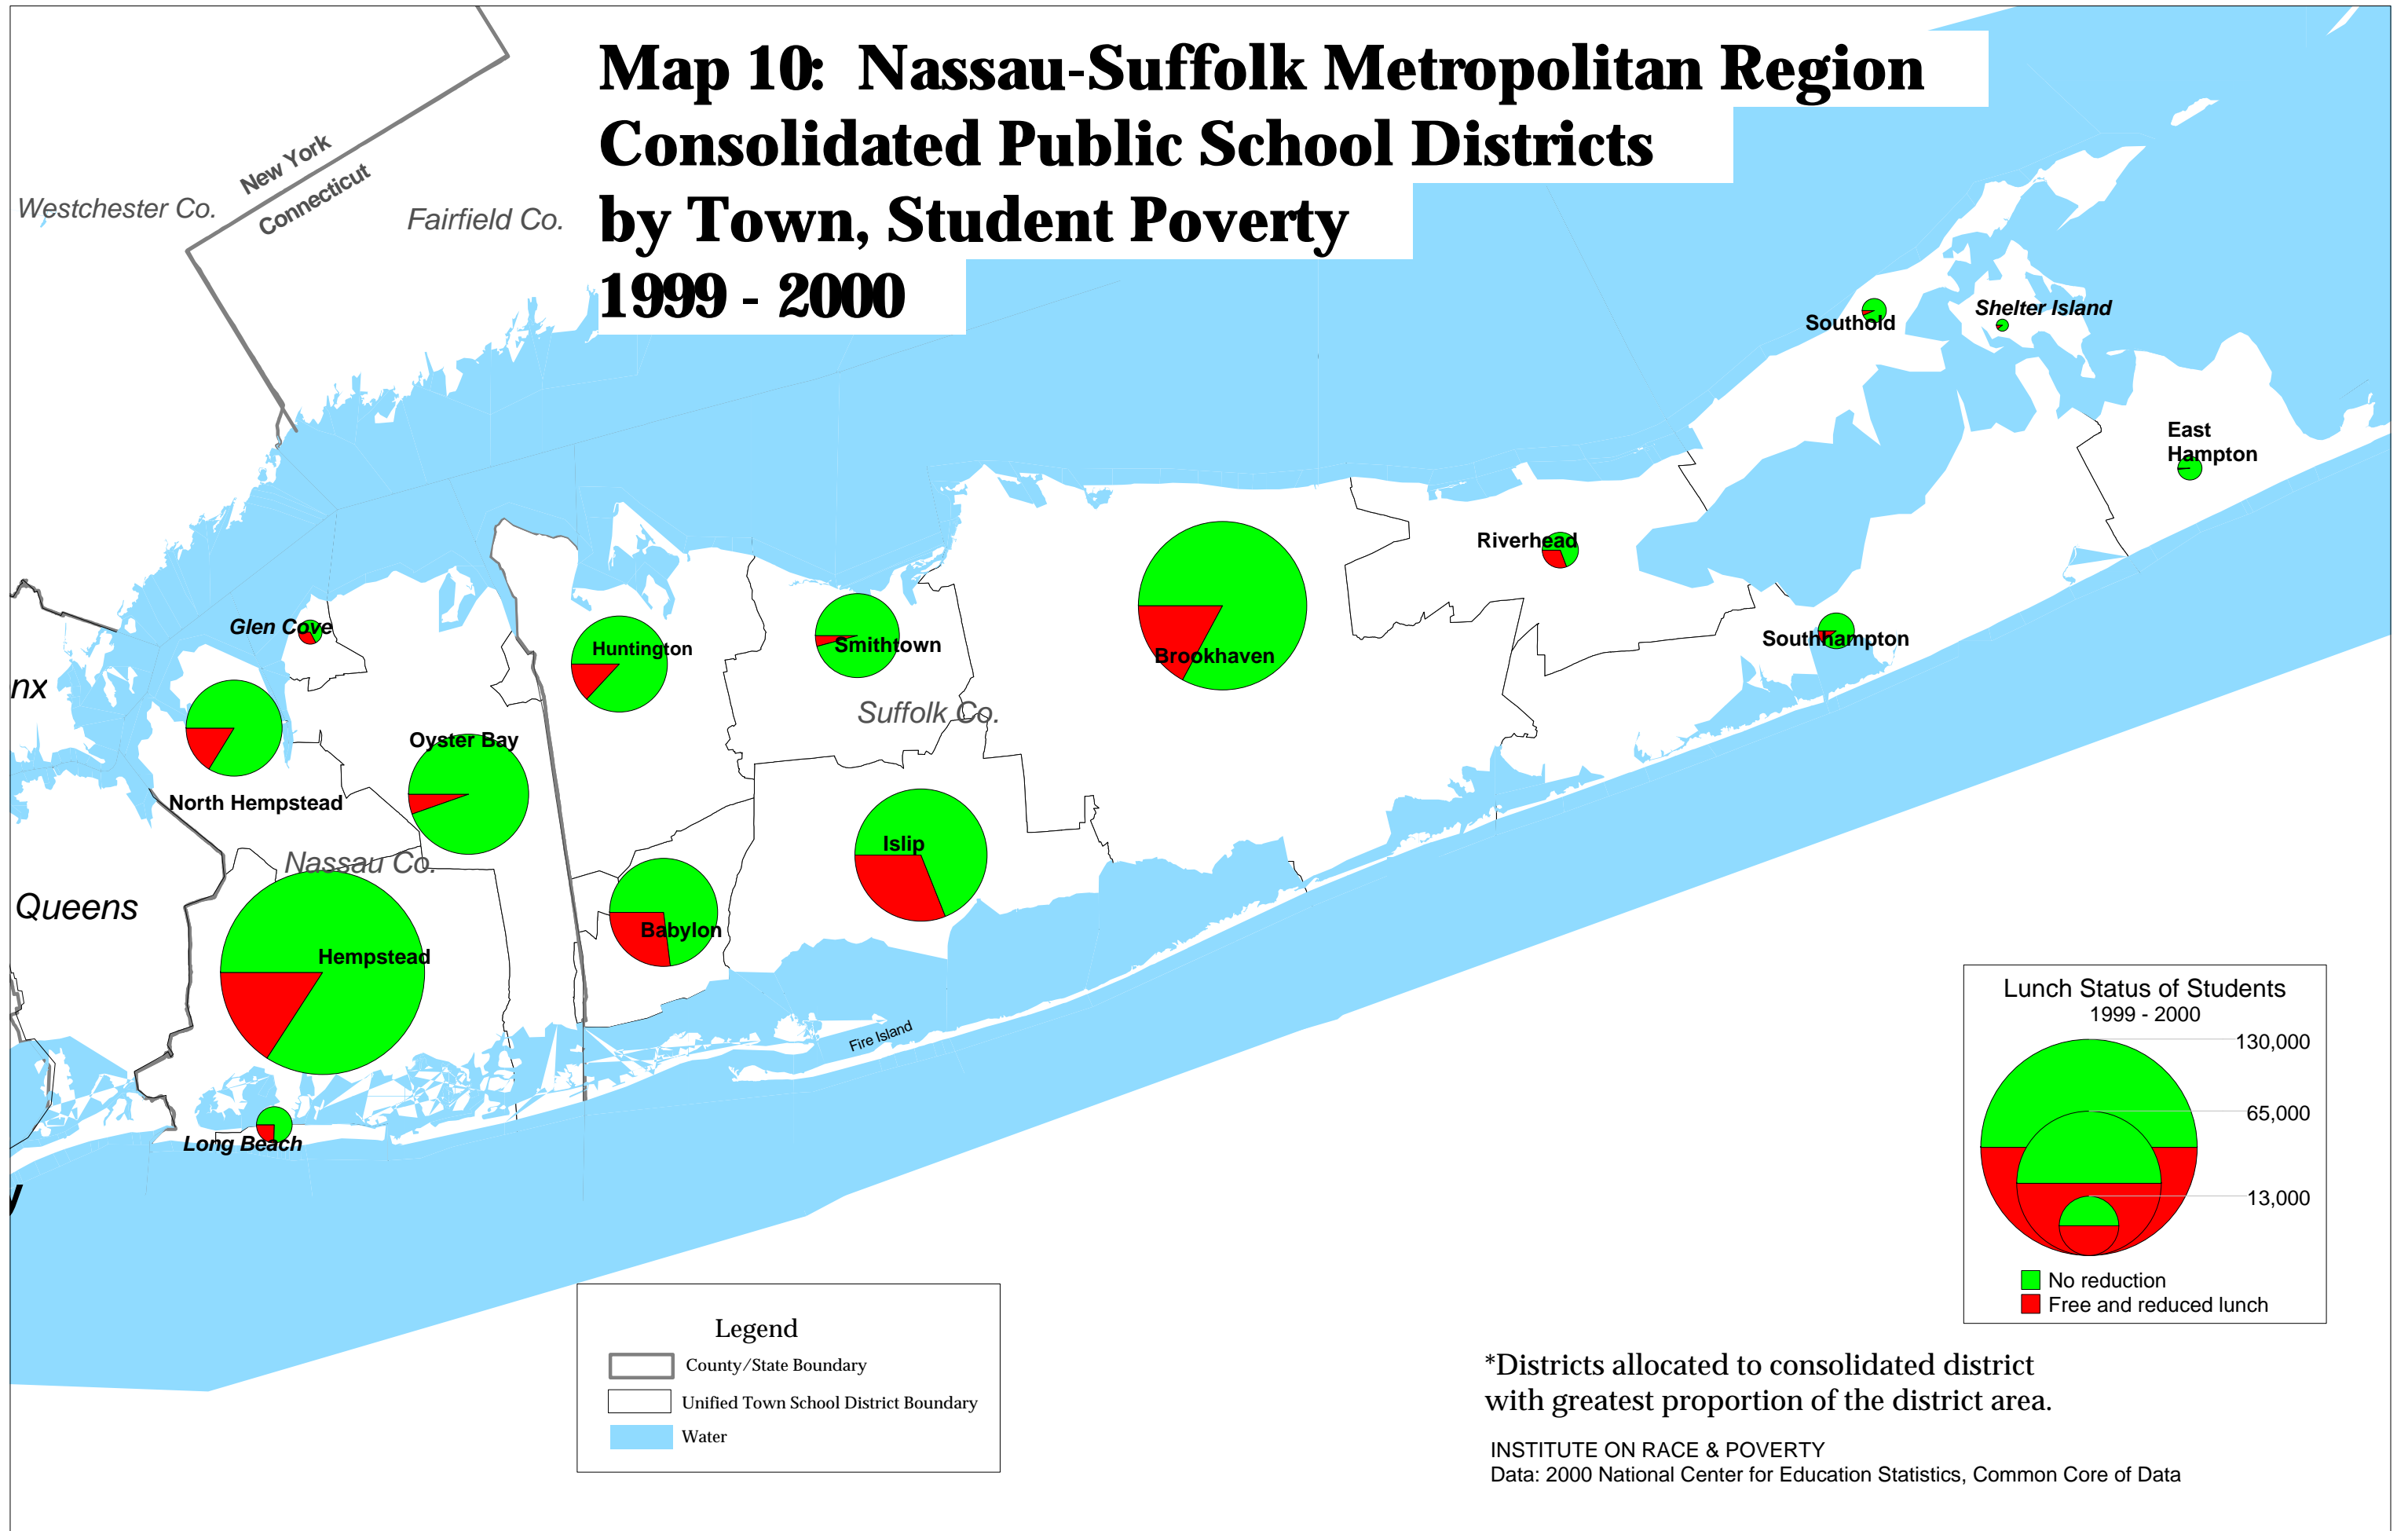 Map 10: Nassau-Suffolk Metropolitan Region
Consolidated Public School Districts
by Town, Student Poverty
1999 - 2000
New York
Connecticut
Westchester Co.
Fairfield Co.
Southold
Shelter Island
East
Hampton
Riverhead
Southhampton
Glen Cove
Huntington
Smithtown
Brookhaven
nx
Suffolk Co.
Oyster Bay
North Hempstead
Islip
Nassau Co.
Queens
Babylon
Hempstead
Fire Island
Long Beach
y
Lunch Status of Students
1999 - 2000
130,000
65,000
13,000
No reduction
Free and reduced lunch
Legend
County/State Boundary
Unified Town School District Boundary
Water
*Districts allocated to consolidated district
with greatest proportion of the district area.
INSTITUTE ON RACE & POVERTY
Data: 2000 National Center for Education Statistics, Common Core of Data